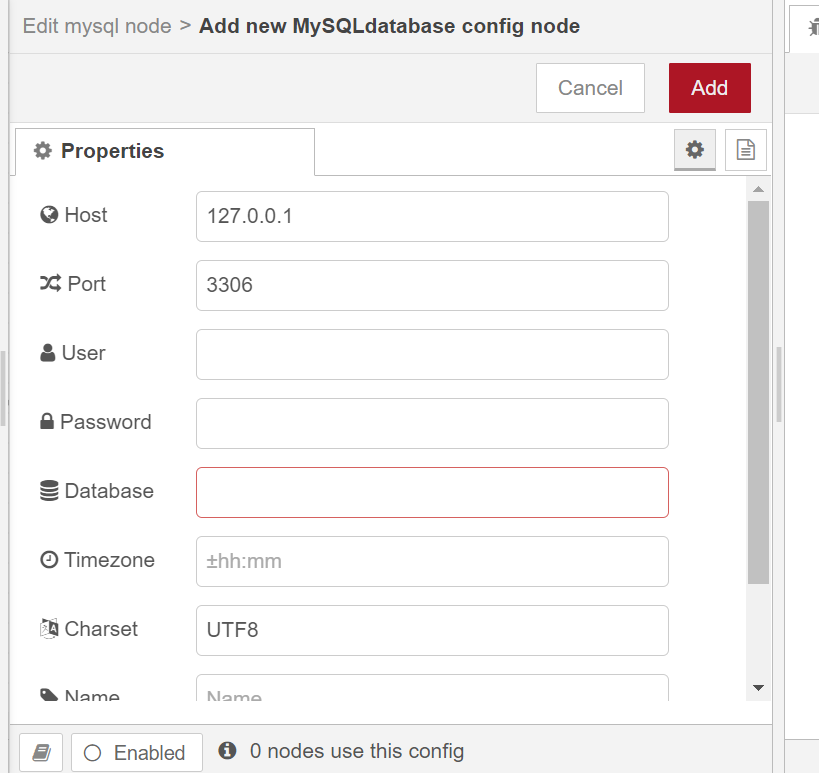 Edit mysql node > Add new MySQLdatabase config node
Cancel
Add
Properties
Host
127.0.0.1
Port
3306
User
Password
Database
Timezone
±hh:mm
Charset
UTF8
Name
Name
Enabled
0 nodes use this config